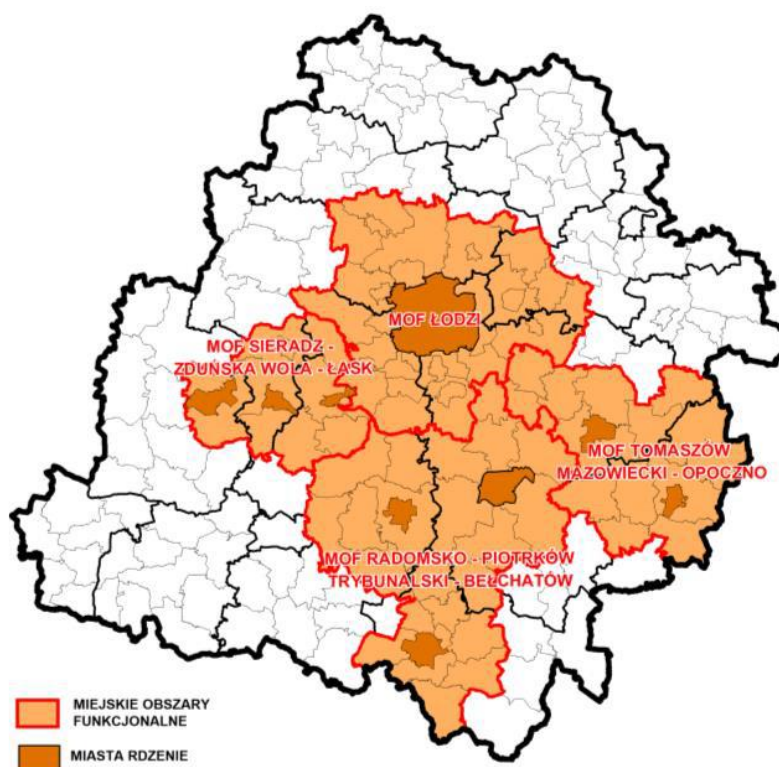 MOF ŁODZI
MOF SIERADZ -
ZDUŃSKA WOLA - ŁASK
MOF TOMASZÓW
MAZOWIECKI - OPOCZNO
MOF RADOMSKO - PIOTRKÓW
TRYBUNALSKI - BEŁCHATÓW
MIEJSKIE OBSZARY
FUNKCJONALNE
MIASTA RDZENIE